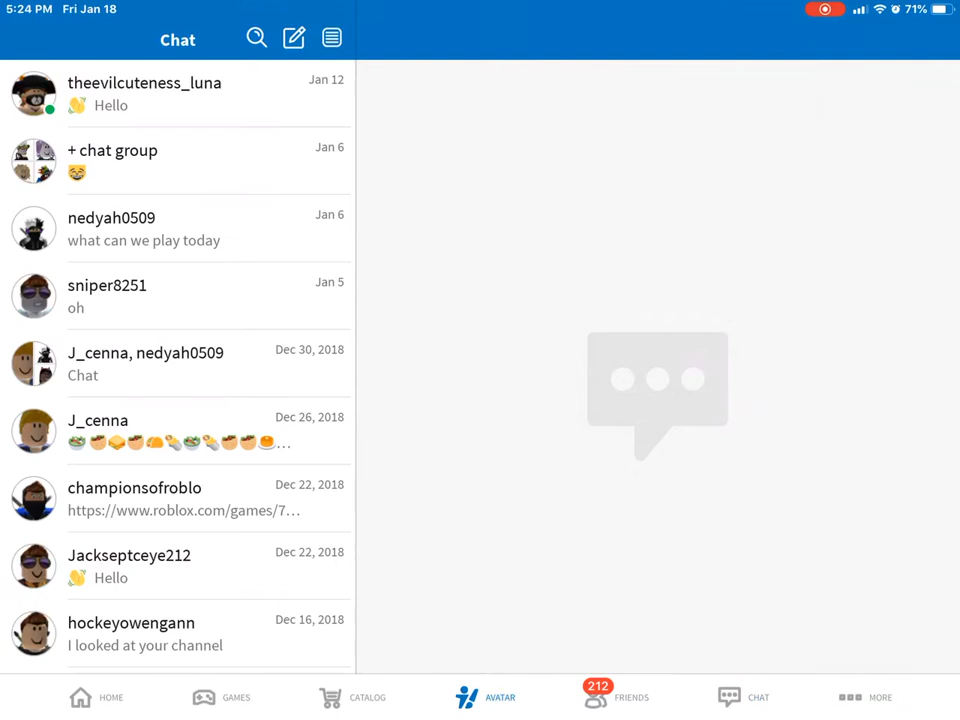 5:24 PM Fri Jan 18 71%
Chat
theevilcuteness_luna Jan 12
👋 Hello
+ chat group Jan 6
😸
nedyah0509 Jan 6
what can we play today
sniper8251 Jan 5
oh
J_cenna, nedyah0509 Dec 30, 2018
Chat
J_cenna Dec 26, 2018
🥗🥙🥪🥙🌮🌯🥗🌯🥙🥙🥞…
championsofroblo Dec 22, 2018
https://www.roblox.com/games/7…
Jackseptceye212 Dec 22, 2018
👋 Hello
hockeyowengann Dec 16, 2018
I looked at your channel
212
HOME GAMES CATALOG AVATAR FRIENDS CHAT MORE